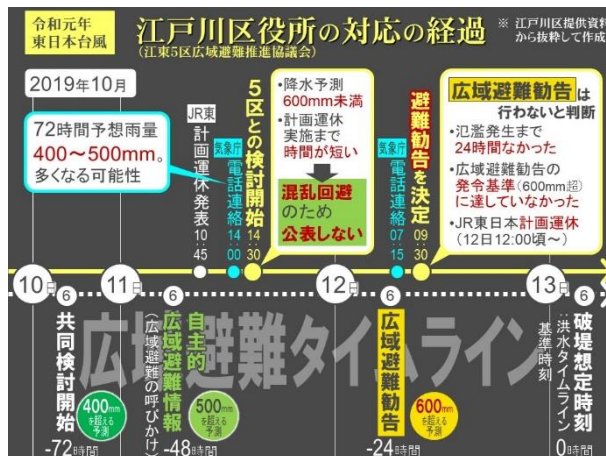 令和元年
東日本台風
江戸川区役所の対応の経過
(江東5区広域避難推進協議会)
※ 江戸川区提供資料
から抜粋して作成
2019年10月
72時間予想雨量
400～500mm。
多くなる可能性
JR東
計画運休発表
10:45
気象庁
電話連絡
14:00
5区との検討開始
14:30
・降水予測
600mm未満
・計画運休
実施まで
時間が短い
混乱回避
のため
公表しない
気象庁
電話連絡
07:15
避難勧告を決定
09:30
広域避難勧告は
行わないと判断
・氾濫発生まで
24時間なかった
・広域避難勧告の
発令基準(600mm超)
に達していなかった
・JR東日本計画運休
(12日12:00頃～)
10日
11日
12日
13日
6
6
6
6
広域避難タイムライン
共同検討開始
400mm
を超える
予測
-72時間
自主的
広域避難情報
(広域避難の呼びかけ)
500mm
を超える
予測
-48時間
広域避難勧告
600mm
を超える
予測
-24時間
破堤想定時刻
:洪水タイムライン
基準時刻
0時間